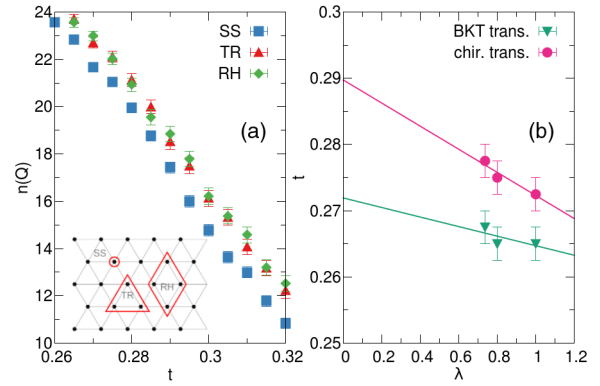 24
22
20
18
16
14
12
10
n(Q)
SS
TR
RH
(a)
SS
TR
RH
0.26
0.28
0.3
0.32
t
0.3
0.29
0.28
0.27
0.26
t
BKT trans.
chir. trans.
(b)
0
0.2
0.4
0.6
0.8
1
1.2
λ